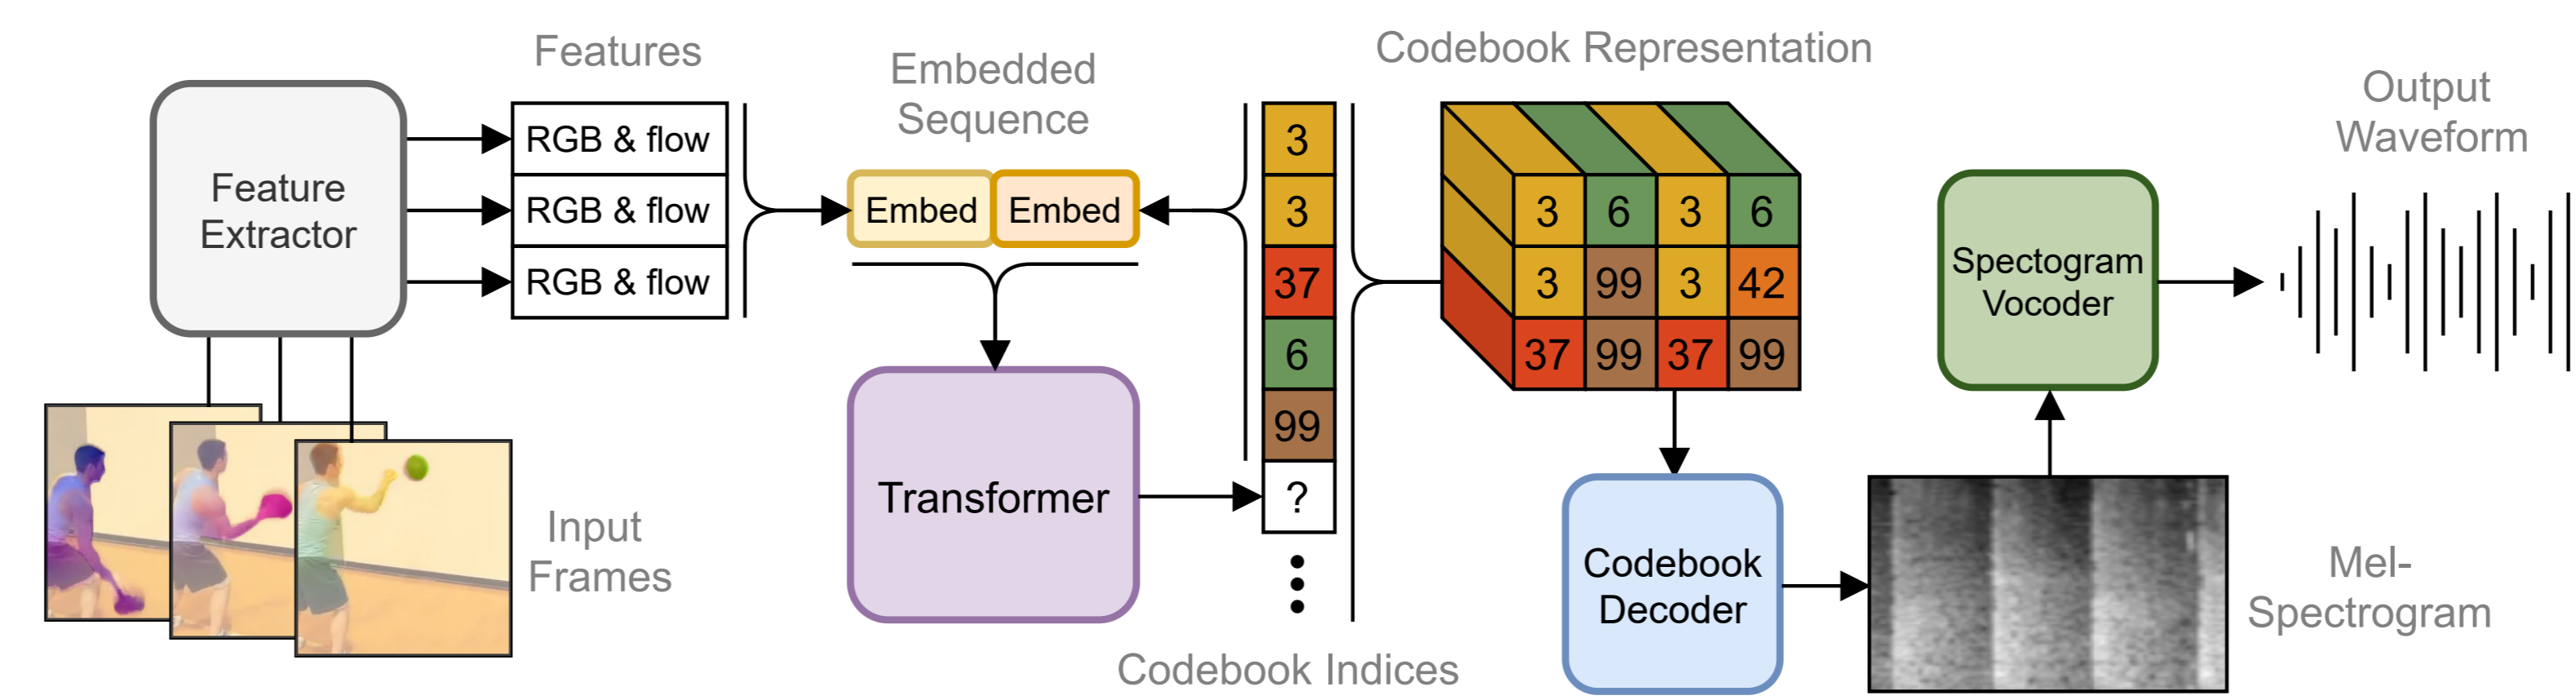 Features
Feature
Extractor
RGB & flow
RGB & flow
RGB & flow
Input
Frames
Embedded
Sequence
Embed Embed
Transformer
3
3
37
6
99
?
Codebook Indices
Codebook Representation
3 6 3 6
3 99 3 42
37 99 37 99
Codebook
Decoder
Mel-
Spectrogram
Spectogram
Vocoder
Output
Waveform